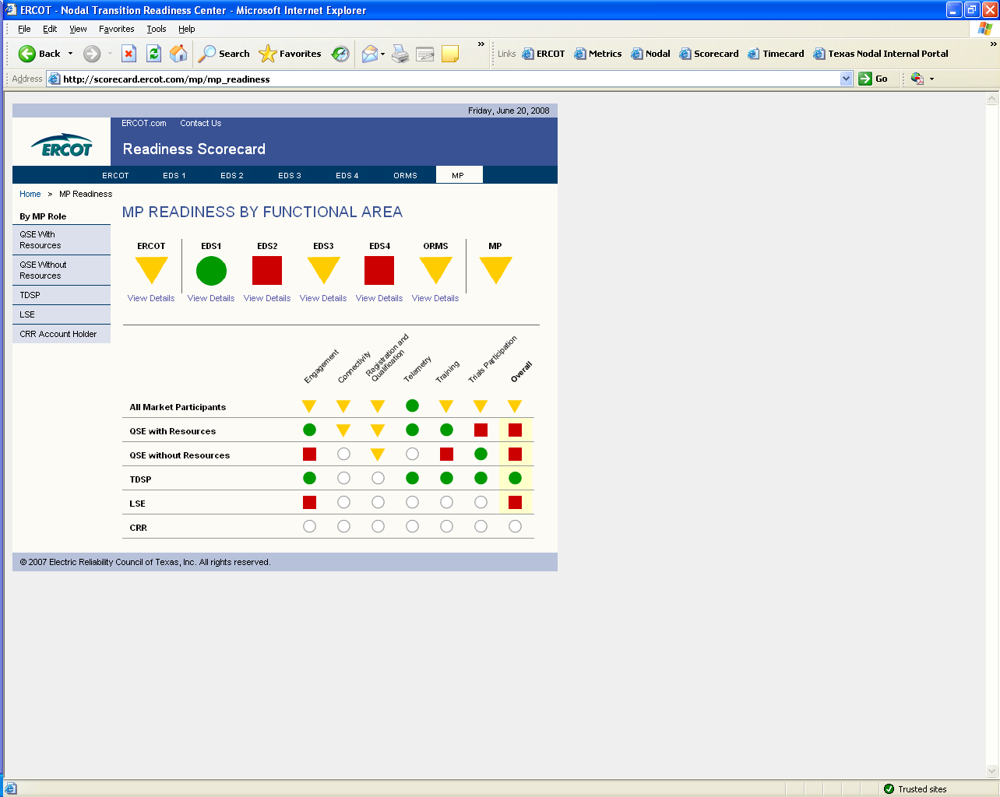 ERCOT - Nodal Transition Readiness Center - Microsoft Internet Explorer
File Edit View Favorites Tools Help
Back Search Favorites » Links ERCOT Metrics Nodal Scorecard Timecard Texas Nodal Internal Portal »
Address http://scorecard.ercot.com/mp/mp_readiness Go
Friday, June 20, 2008
ERCOT.com Contact Us
ERCOT
Readiness Scorecard
ERCOT EDS 1 EDS 2 EDS 3 EDS 4 ORMS MP
Home > MP Readiness
By MP Role
QSE With
Resources
QSE Without
Resources
TDSP
LSE
CRR Account Holder
MP READINESS BY FUNCTIONAL AREA
ERCOT EDS1 EDS2 EDS3 EDS4 ORMS MP
View Details View Details View Details View Details View Details View Details
Engagement
Connectivity
Registration and
Qualification
Telemetry
Training
Trials Participation
Overall
All Market Participants
QSE with Resources
QSE without Resources
TDSP
LSE
CRR
© 2007 Electric Reliability Council of Texas, Inc. All rights reserved.
Trusted sites